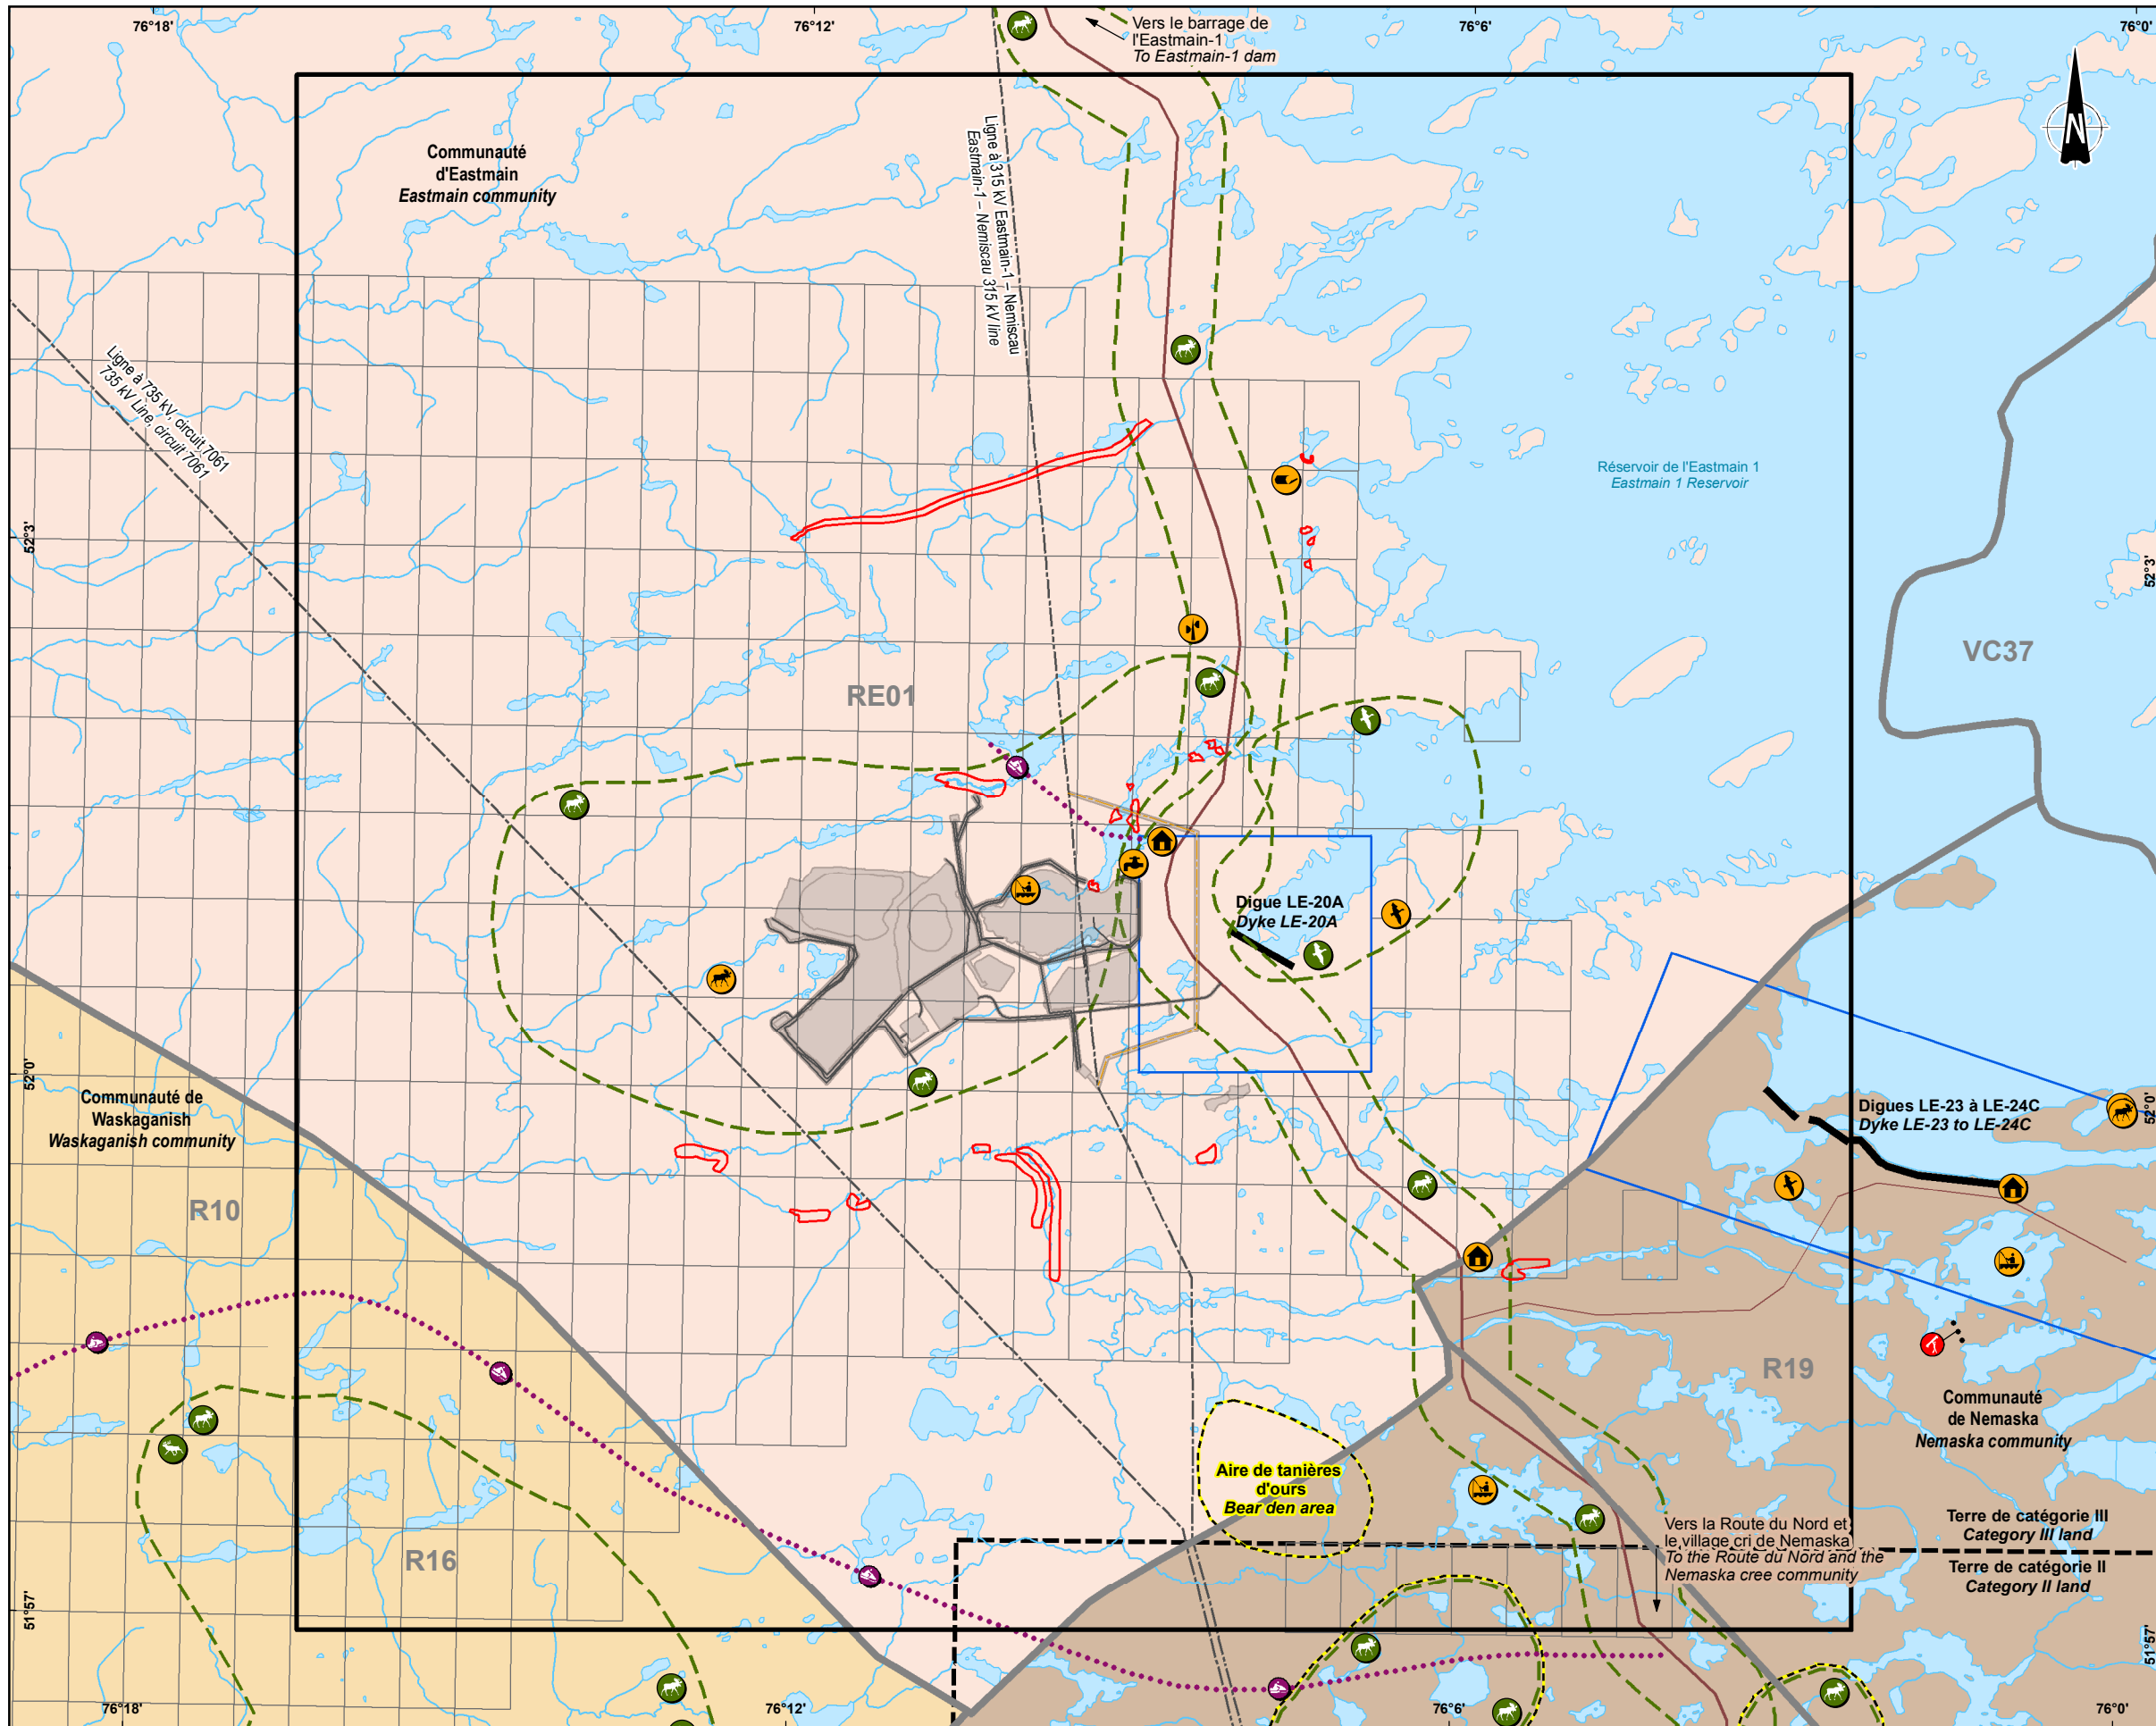 76°18'
76°12'
76°6'
76°0'
Vers le barrage de
l'Eastmain-1
To Eastmain-1 dam
N
Communauté
d'Eastmain
Eastmain community
Ligne à 315 kV Eastmain-1 – Nemiscau
Eastmain-1 – Nemiscau 315 kV line
Ligne à 735 kV, circuit 7061
735 kV Line, circuit 7061
Réservoir de l'Eastmain 1
Eastmain 1 Reservoir
52°3'
52°3'
VC37
RE01
Digue LE-20A
Dyke LE-20A
52°0'
52°0'
Communauté de
Waskaganish
Waskaganish community
Digues LE-23 à LE-24C
Dyke LE-23 to LE-24C
R10
R19
Communauté
de Nemaska
Nemaska community
Aire de tanières
d'ours
Bear den area
R16
Vers la Route du Nord et
le village cri de Nemaska
To the Route du Nord and the
Nemaska cree community
Terre de catégorie III
Category III land
Terre de catégorie II
Category II land
51°57'
51°57'
76°18'
76°12'
76°6'
76°0'